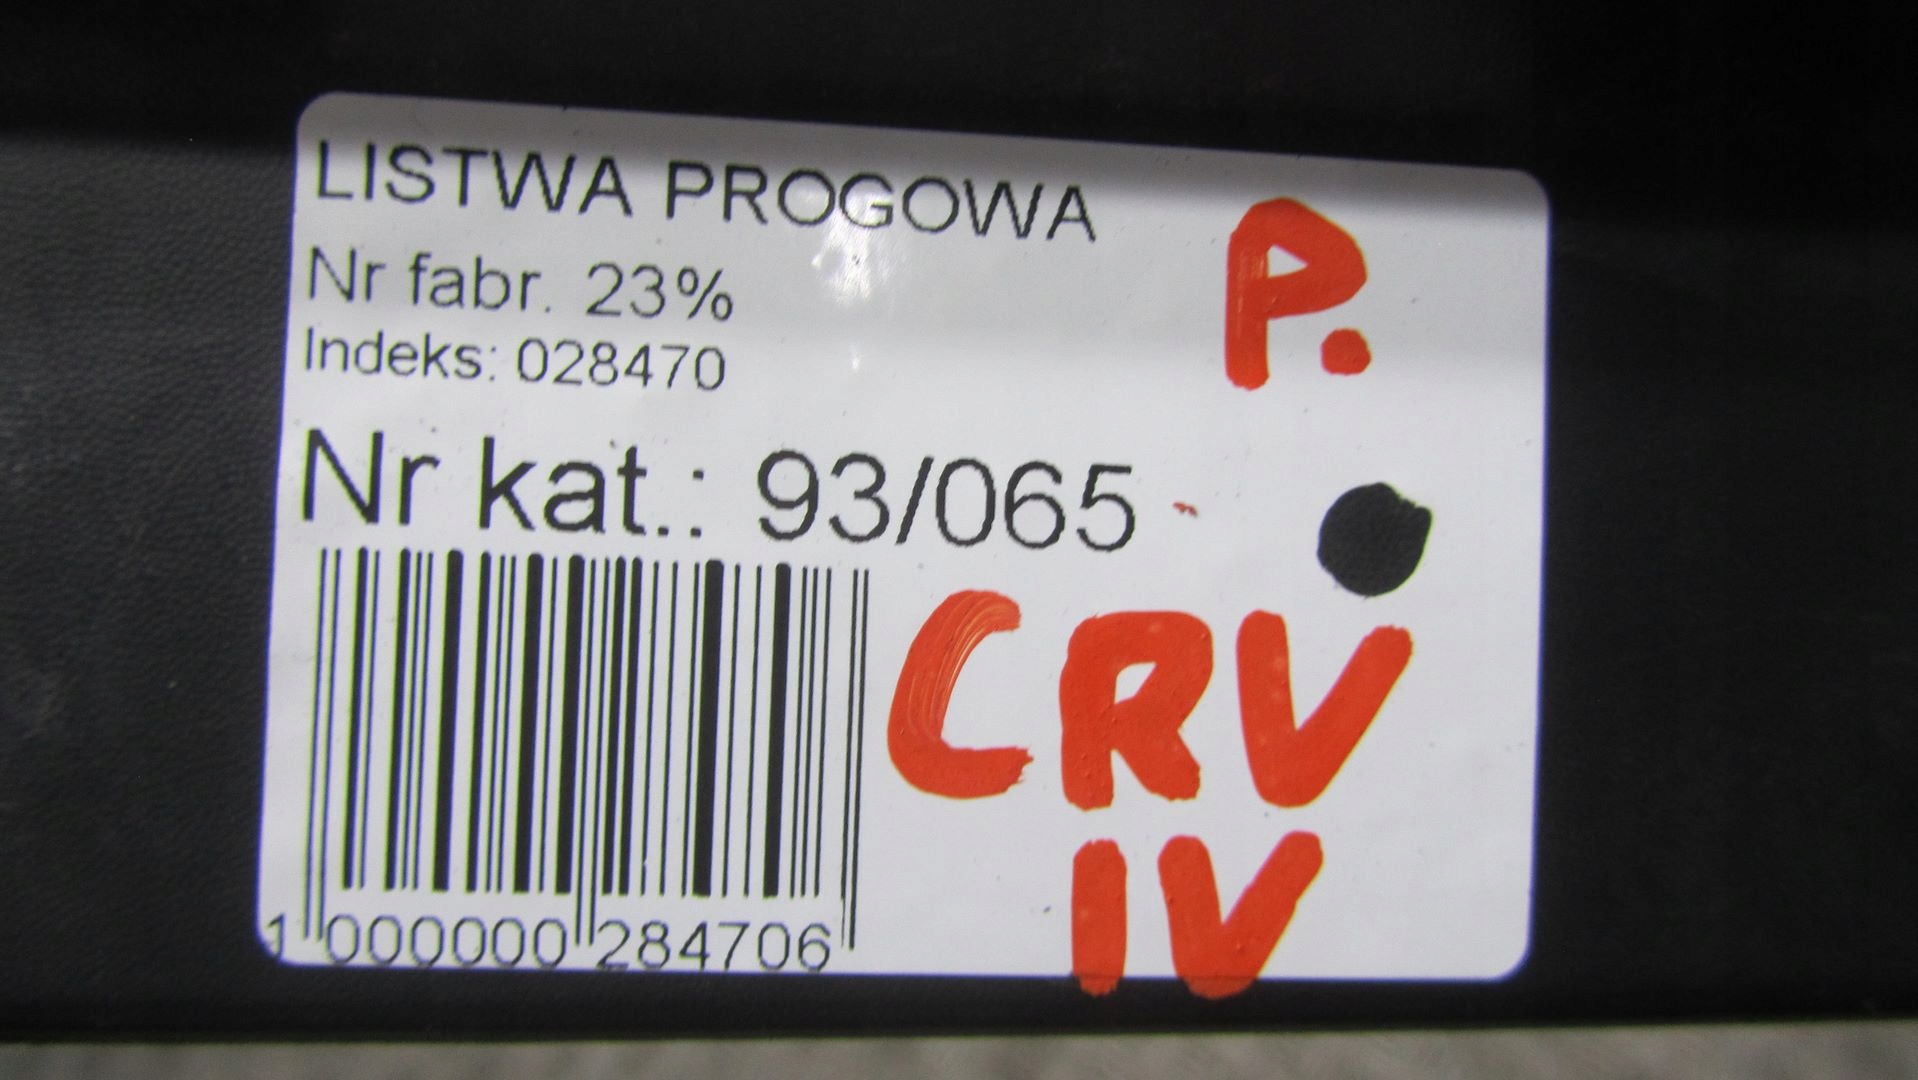 LISTWA PROGOWA
P.
Nr fabr. 23%
Indeks: 028470
Nr kat.: 93/065
CRV
IV
1 000000 284706